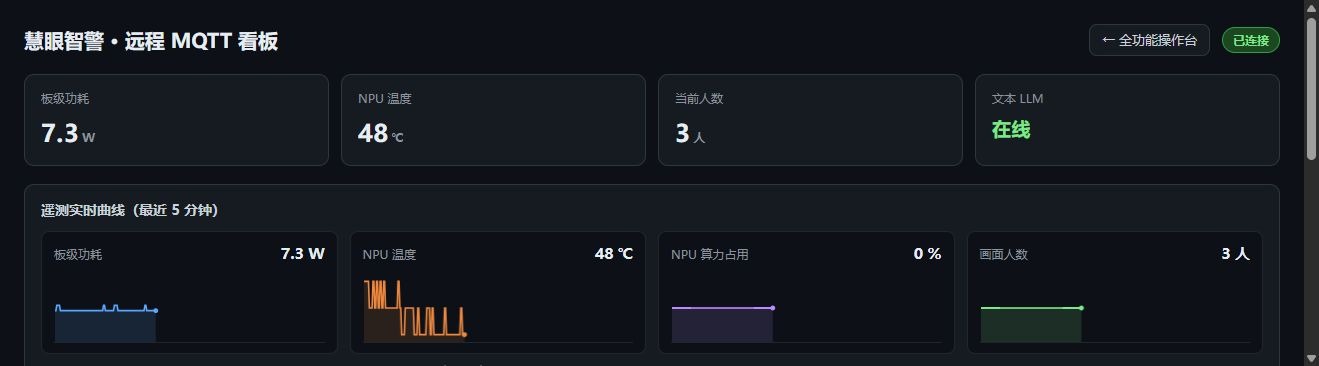 慧眼智警 · 远程 MQTT 看板
← 全功能操作台
已连接
板级功耗
7.3 W
NPU 温度
48 ℃
当前人数
3 人
文本 LLM
在线
遥测实时曲线（最近 5 分钟）
板级功耗
7.3 W
NPU 温度
48 ℃
NPU 算力占用
0 %
画面人数
3 人